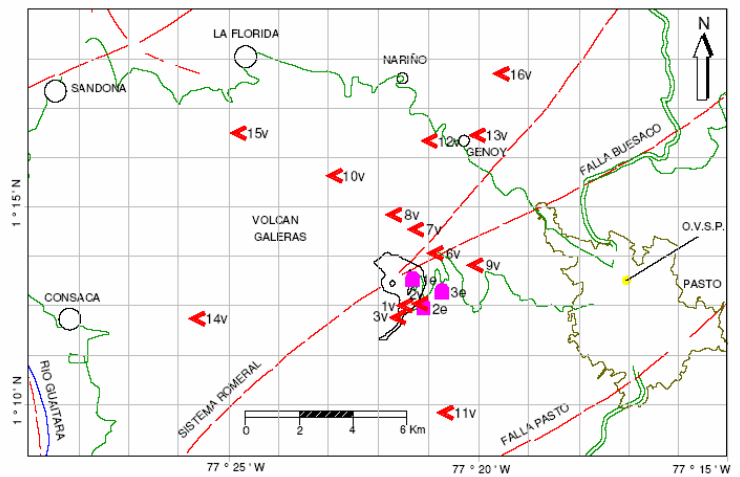 LA FLORIDA
N
NARIÑO
16v
SANDONA
15v
12v
13v
GENOY
FALLA BUESACO
10v
1 ° 15' N
8v
VOLCAN
GALERAS
7v
O.V.S.P.
6v
9v
1e
PASTO
CONSACA
2v
3e
1v
2e
3v
14v
RIO GUAITARA
SISTEMA ROMERAL
1 ° 10' N
11v
FALLA PASTO
0 2 4 6 Km
77 ° 25 ' W
77 ° 20 ' W
77 ° 15 ' W